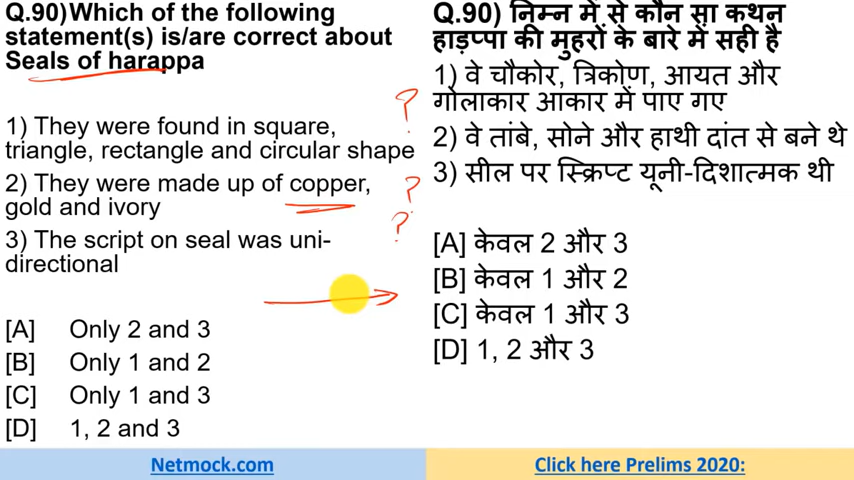 Q.90)Which of the following
statement(s) is/are correct about
Seals of harappa
1) They were found in square,
triangle, rectangle and circular shape
2) They were made up of copper,
gold and ivory
3) The script on seal was uni-
directional
[A] Only 2 and 3
[B] Only 1 and 2
[C] Only 1 and 3
[D] 1, 2 and 3
Q.90) निम्न में से कौन सा कथन
हाड़प्पा की मुहरों के बारे में सही है
1) वे चौकोर, त्रिकोण, आयत और
गोलाकार आकार में पाए गए
2) वे तांबे, सोने और हाथी दांत से बने थे
3) सील पर स्क्रिप्ट यूनी-दिशात्मक थी
[A] केवल 2 और 3
[B] केवल 1 और 2
[C] केवल 1 और 3
[D] 1, 2 और 3
?
?
?
Netmock.com
Click here Prelims 2020: